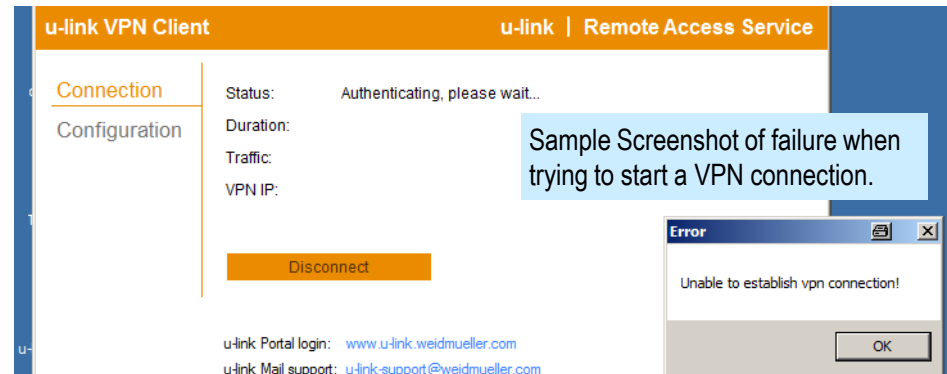 u-link VPN Client
u-link | Remote Access Service
Connection
Configuration
Status: Authenticating, please wait...
Duration:
Traffic:
VPN IP:
Sample Screenshot of failure when
trying to start a VPN connection.
Error
Unable to establish vpn connection!
OK
Disconnect
u-link Portal login: www.u-link.weidmueller.com
u-link Mail support: u-link-support@weidmueller.com
u-